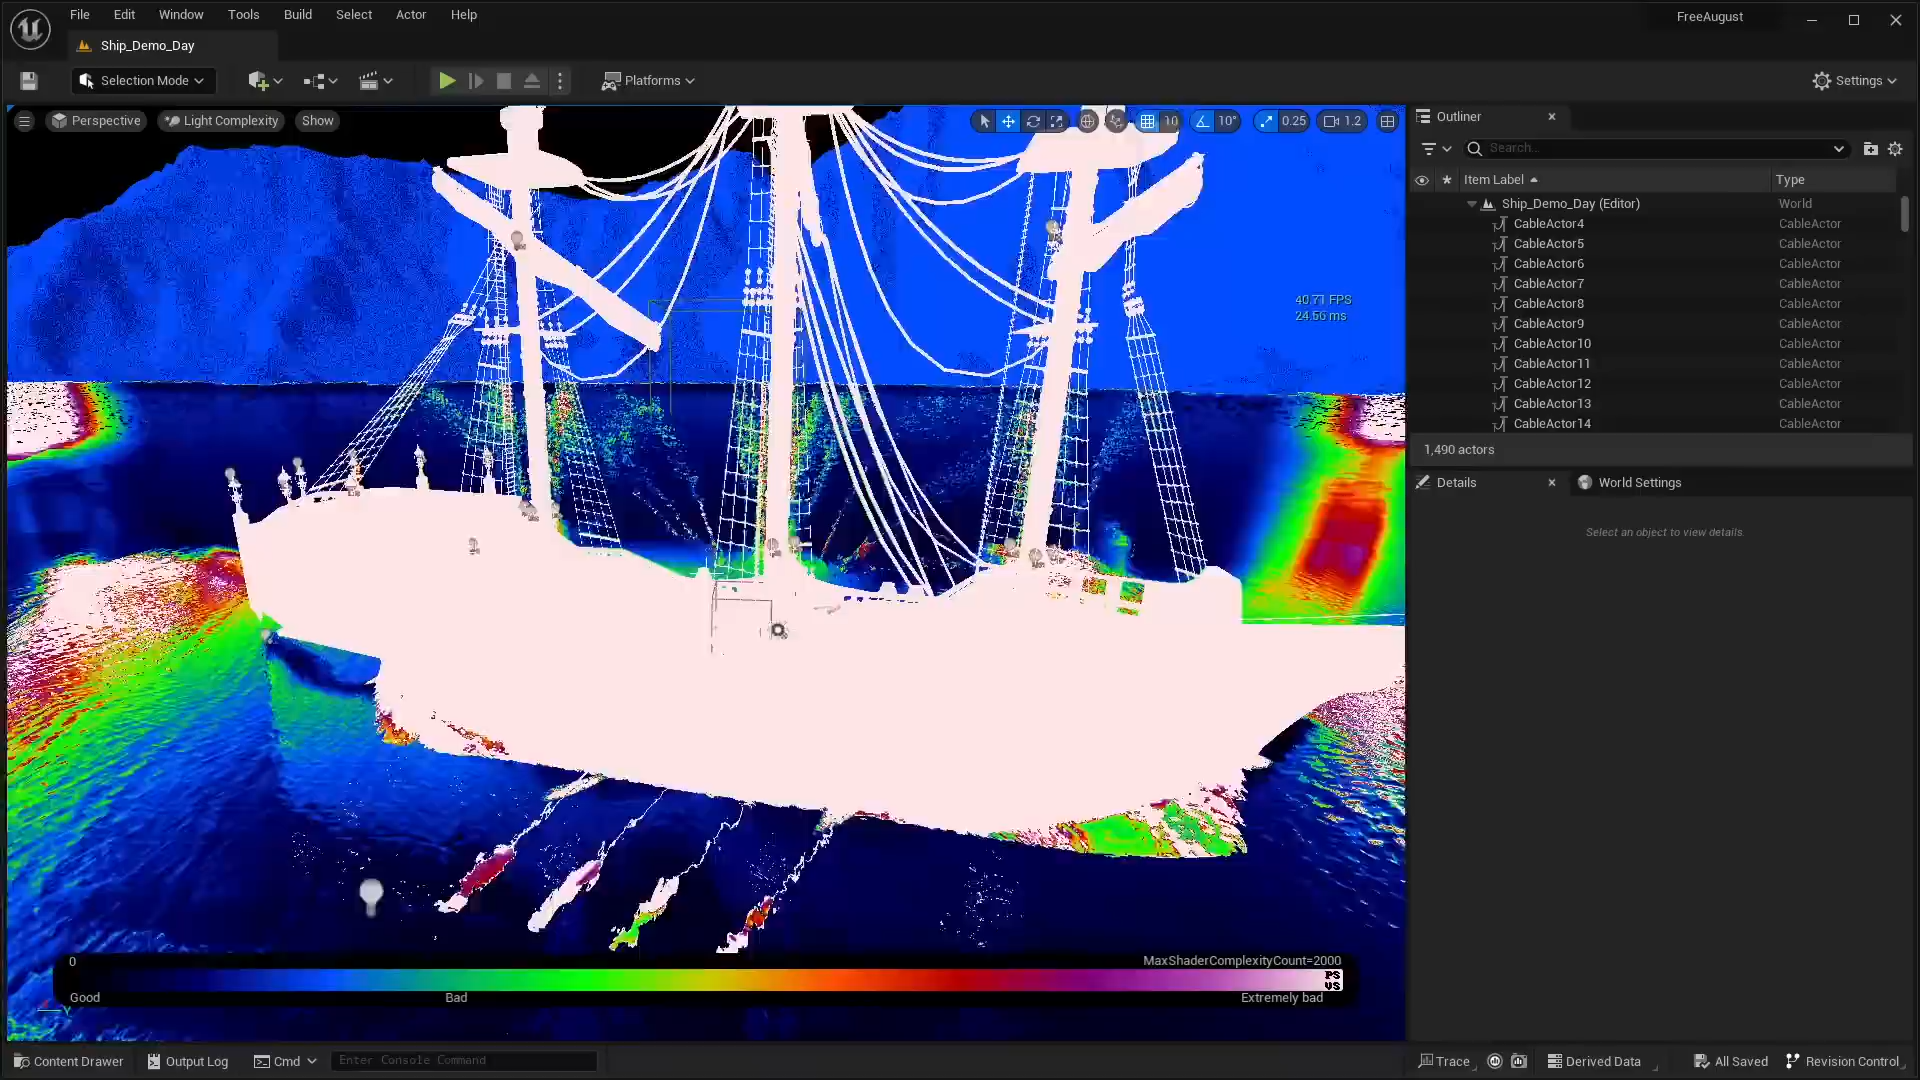 File Edit Window Tools Build Select Actor Help
FreeAugust
Ship_Demo_Day
Selection Mode
Platforms
Settings
Perspective
Light Complexity
Show
10
10°
0.25
1.2
40.71 FPS
24.56 ms
Outliner
Search...
Item Label
Type
Ship_Demo_Day (Editor) World
CableActor4 CableActor
CableActor5 CableActor
CableActor6 CableActor
CableActor7 CableActor
CableActor8 CableActor
CableActor9 CableActor
CableActor10 CableActor
CableActor11 CableActor
CableActor12 CableActor
CableActor13 CableActor
CableActor14 CableActor
1,490 actors
Details
World Settings
Select an object to view details.
0
MaxShaderComplexityCount=2000
PS
VS
Good
Bad
Extremely bad
Content Drawer
Output Log
Cmd
Enter Console Command
Trace
Derived Data
All Saved
Revision Control